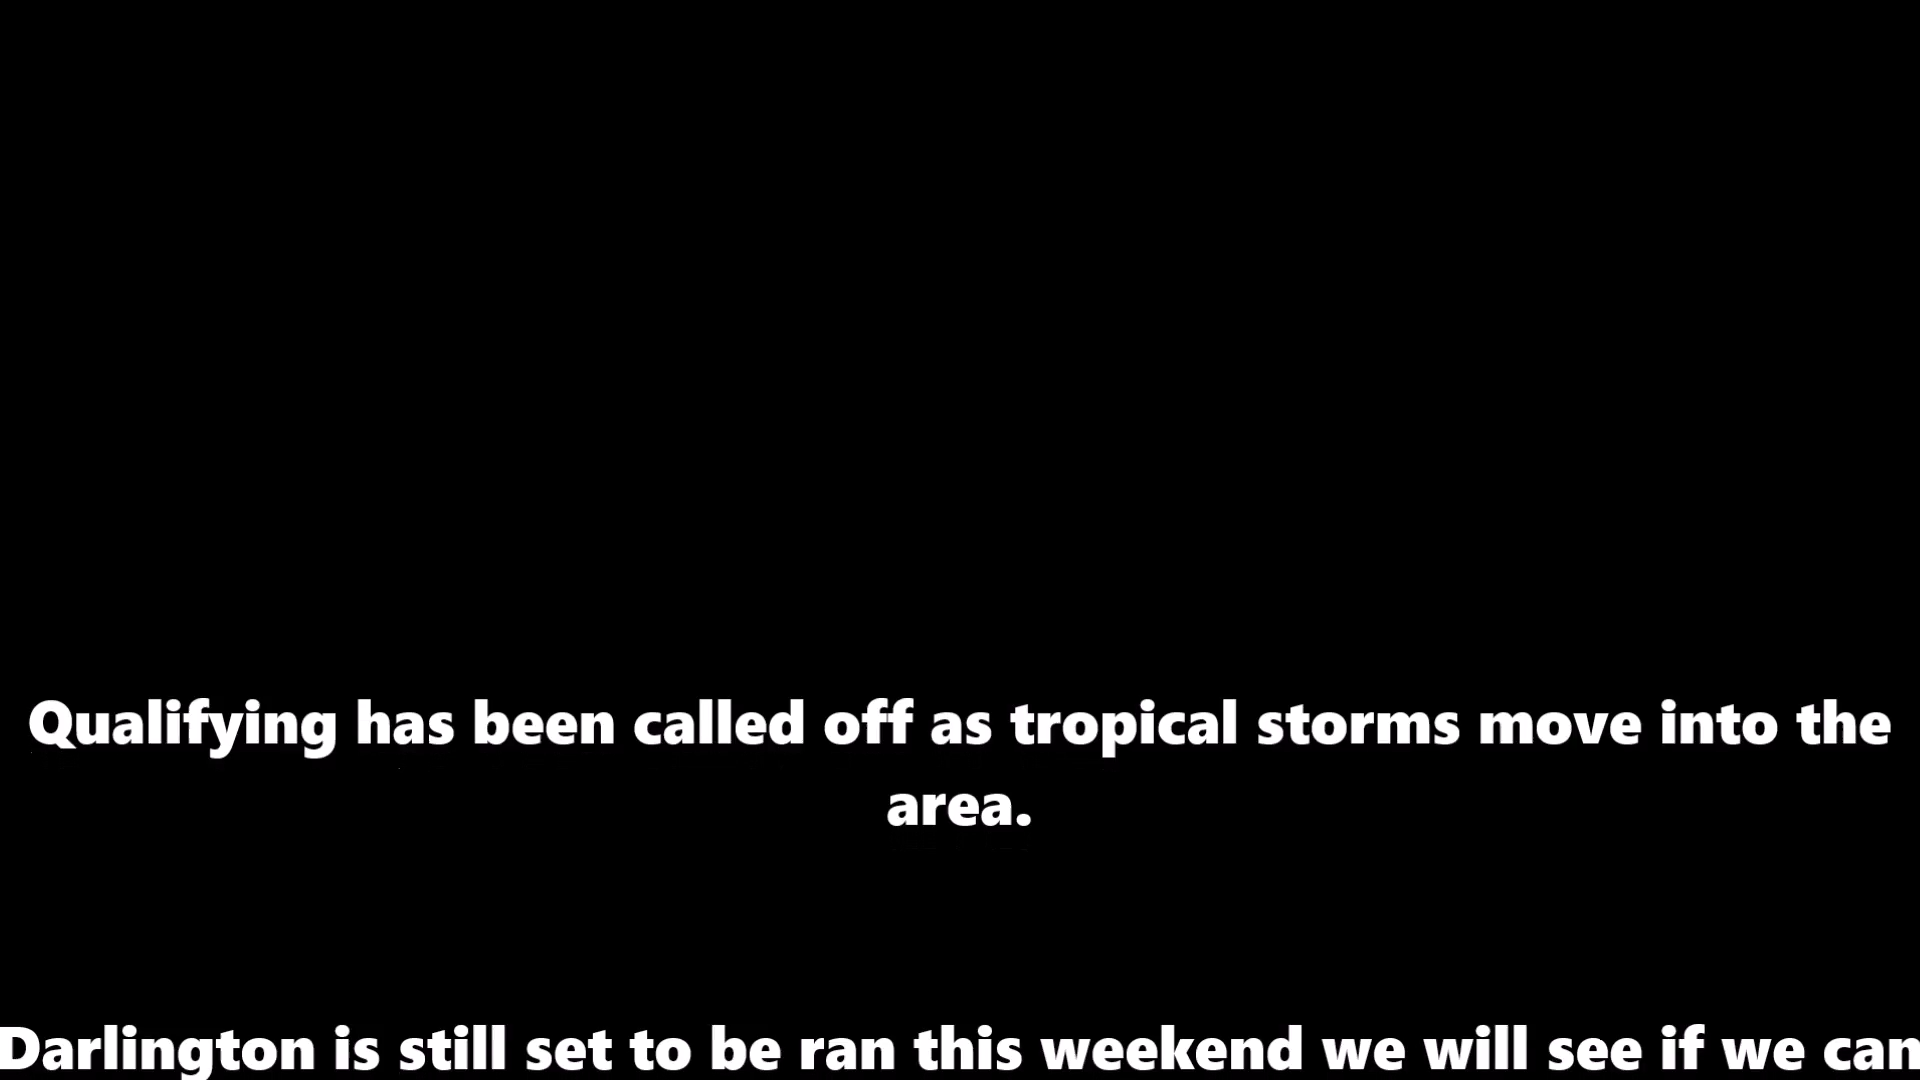 Qualifying has been called off as tropical storms move into the
area.
Darlington is still set to be ran this weekend we will see if we can